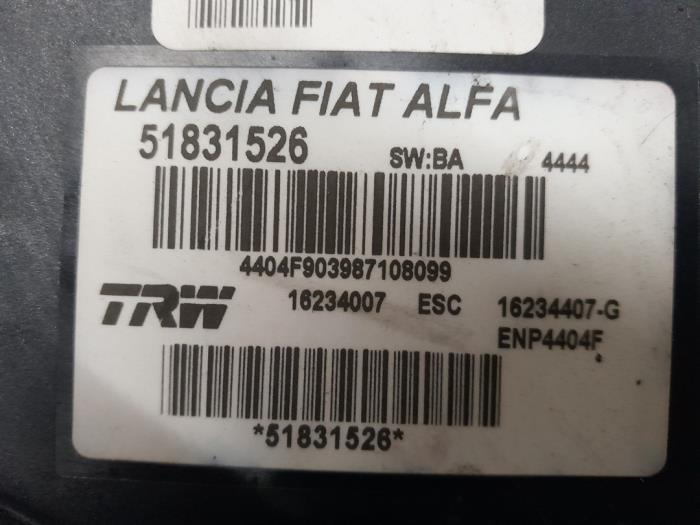 LANCIA FIAT ALFA
51831526 SW:BA 4444
4404F903987108099
TRW 16234007 ESC 16234407-G
ENP4404F
*51831526*